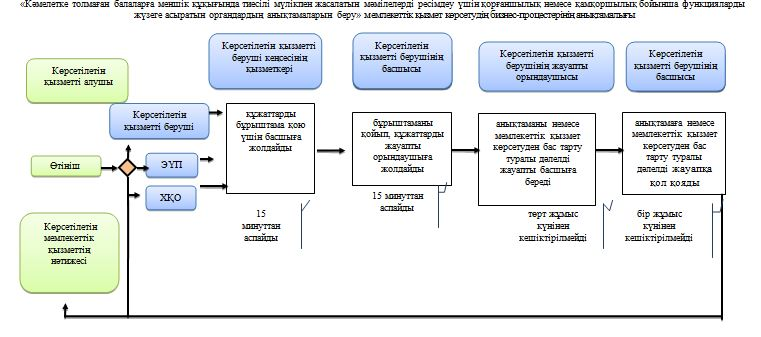 «Кәмелетке толмаған балаларға меншік құқығында тиесілі мүлікпен жасалатын мәмілелерді ресімдеу үшін қорғаншылық немесе қамқоршылық бойынша функцияларды
жүзеге асыратын органдардың анықтамаларын беру» мемлекеттік қызмет көрсетудің бизнес-процестерінің анықтамалығы
Көрсетілетін
қызметті алушы
Көрсетілетін қызметті
беруші кеңсесінің
қызметкері
Көрсетілетін
қызметті берушінің
басшысы
Көрсетілетін қызметті
берушінің жауапты
орындаушысы
Көрсетілетін
қызметті берушінің
басшысы
Көрсетілетін
қызметті беруші
Өтініш
ЭҮП
ХҚО
құжаттарды
бұрыштама қою
үшін басшыға
жолдайды
бұрыштаманы
қойып, құжаттарды
жауапты
орындаушыға
жолдайды
анықтаманы немесе
мемлекеттік қызмет
көрсетуден бас тарту
туралы дәлелді
жауапты басшыға
береді
анықтамаға немесе
мемлекеттік қызмет
көрсетуден бас
тарту туралы
дәлелді жауапқа
қол қояды
15
минуттан
аспайды
15 минуттан
аспайды
төрт жұмыс
күнінен
кешіктірілмейді
бір жұмыс
күнінен
кешіктірілмейді
Көрсетілетін
мемлекеттік
қызметтің
нәтижесі